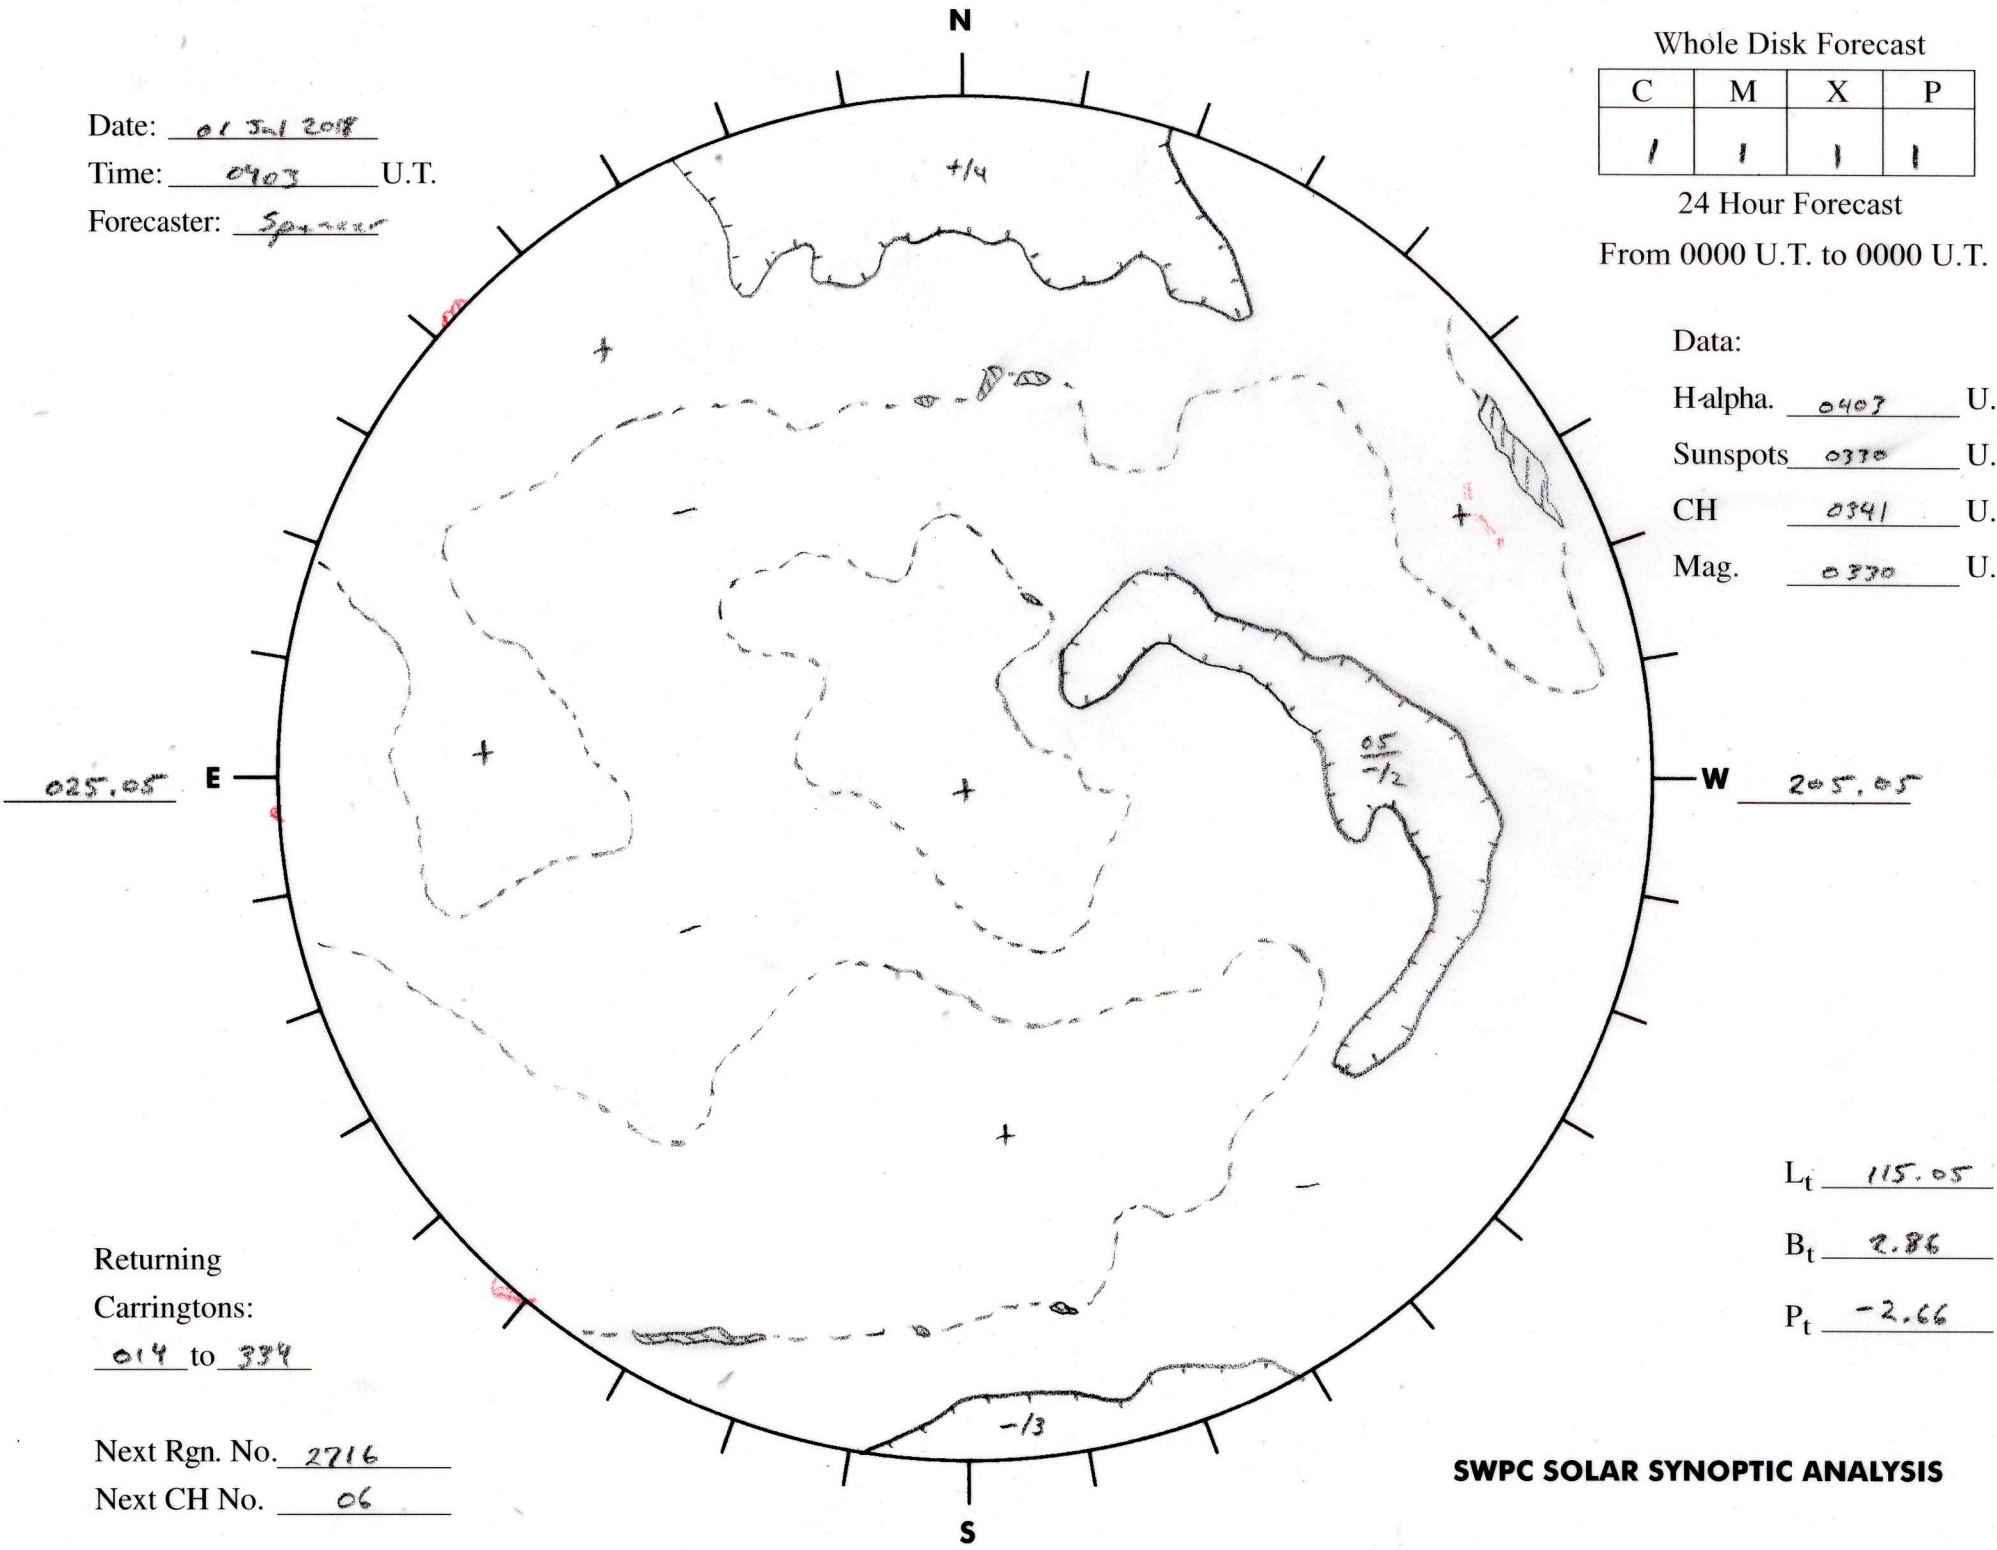 N
Whole Disk Forecast
C M X P
1 1 1 1
24 Hour Forecast
From 0000 U.T. to 0000 U.T.
Date: 01 Jul 2018
Time: 0403 U.T.
Forecaster: Spencer
+/4
+
Data:
H-alpha. 0403 U.
Sunspots 0330 U.
CH 0341 U.
Mag. 0330 U.
-
+
+
05
-/2
+
025.05 E
W 205.05
-
+
-
Lt 115.05
Bt 2.86
Pt -2.66
Returning
Carringtons:
014 to 334
-/3
Next Rgn. No. 2716
Next CH No. 06
SWPC SOLAR SYNOPTIC ANALYSIS
S